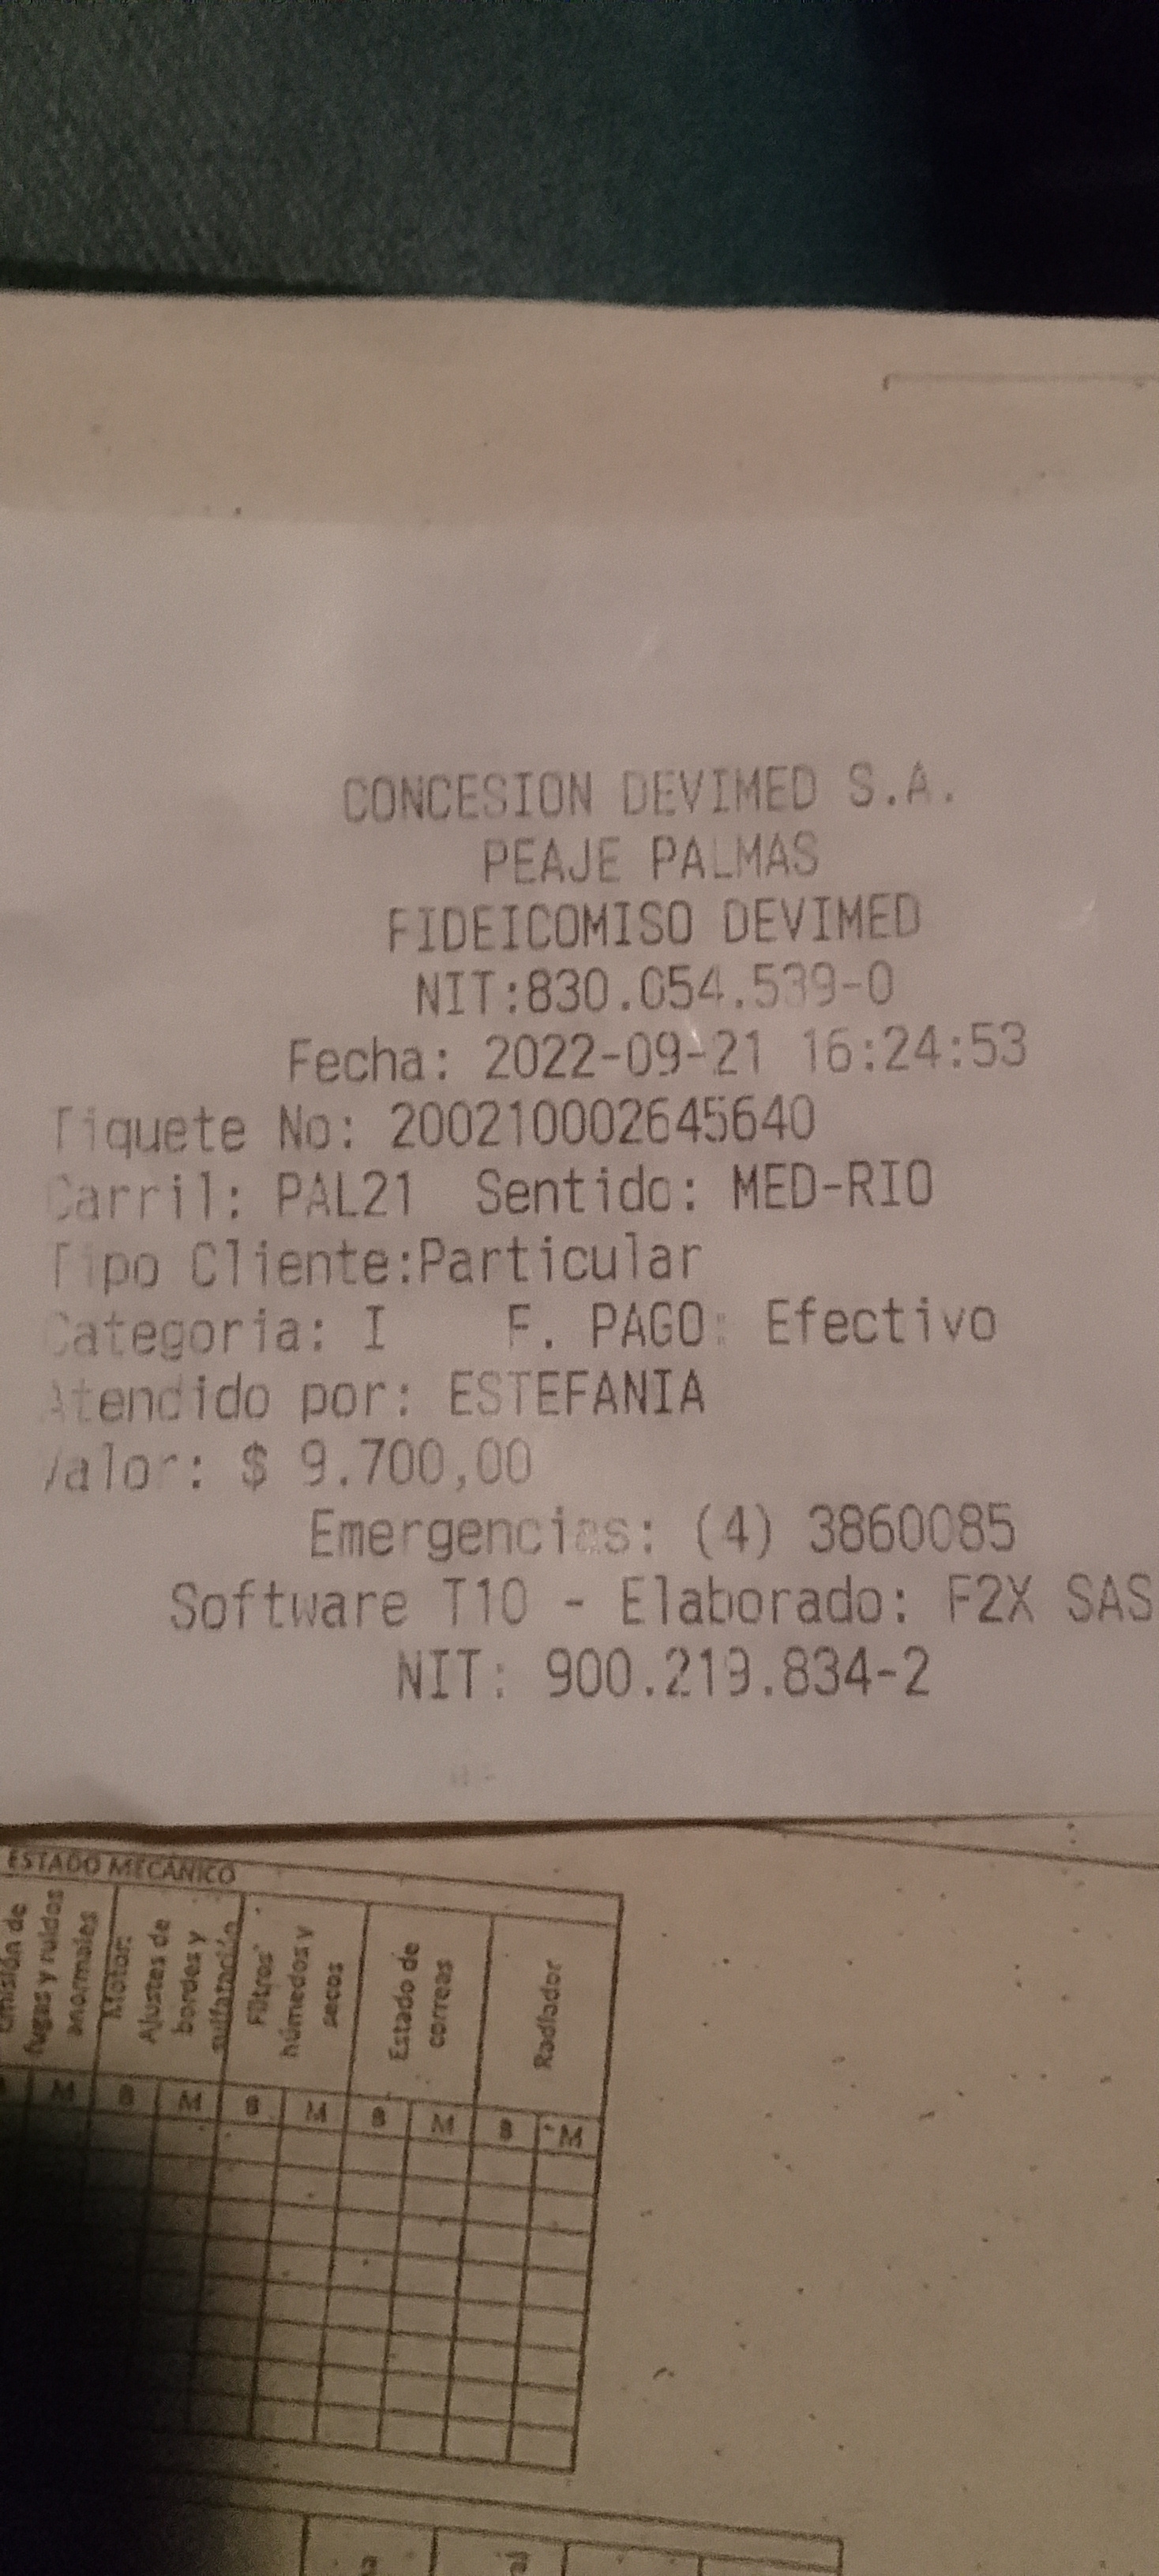 CONCESION DEVIMED S.A.
PEAJE PALMAS
FIDEICOMISO DEVIMED
NIT:830.054.539-0
Fecha: 2022-09-21 16:24:53
Tiquete No: 200210002645640
Carril: PAL21 Sentido: MED-RIO
Tipo Cliente:Particular
Categoria: I F. PAGO: Efectivo
Atendido por: ESTEFANIA
Valor: $ 9.700,00
Emergencias: (4) 3860085
Software T10 - Elaborado: F2X SAS
NIT: 900.219.834-2
ESTADO MECÁNICO
fugas y ruidos
anormales
Motor:
Ajustes de
bordes y
sulfatación
Filtros
húmedos y
secos
Estado de
correas
Radiador
M B M B M B M B M